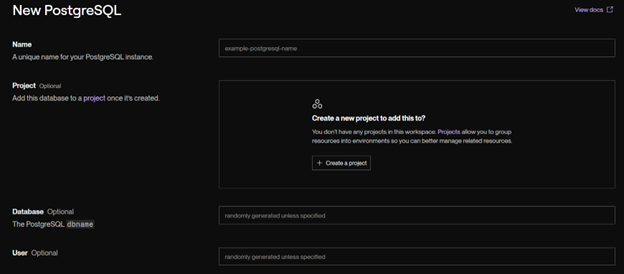 New PostgreSQL
View docs
Name
A unique name for your PostgreSQL instance.
example-postgresql-name
Project Optional
Add this database to a project once it's created.
Create a new project to add this to?
You don't have any projects in this workspace. Projects allow you to group
resources into environments so you can better manage related resources.
+ Create a project
Database Optional
The PostgreSQL dbname
randomly generated unless specified
User Optional
randomly generated unless specified